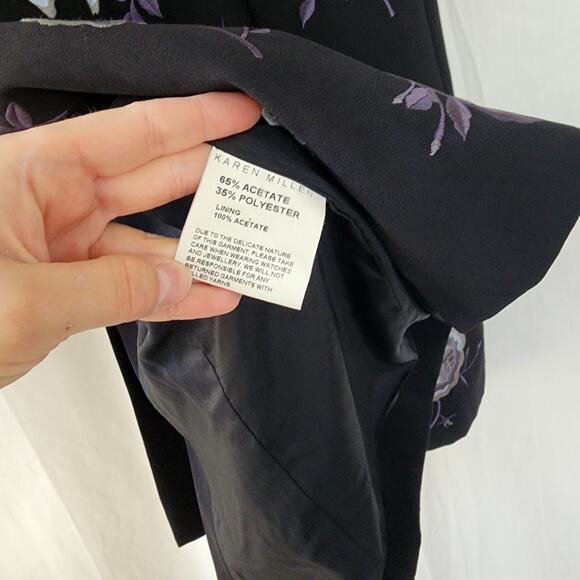 KAREN MILLEN
65% ACETATE
35% POLYESTER
LINING
100% ACETATE
DUE TO THE DELICATE NATURE
OF THIS GARMENT, PLEASE TAKE
CARE WHEN WEARING WATCHES
AND JEWELLERY. WE WILL NOT
BE RESPONSIBLE FOR ANY
RETURNED GARMENTS WITH
YARNS.